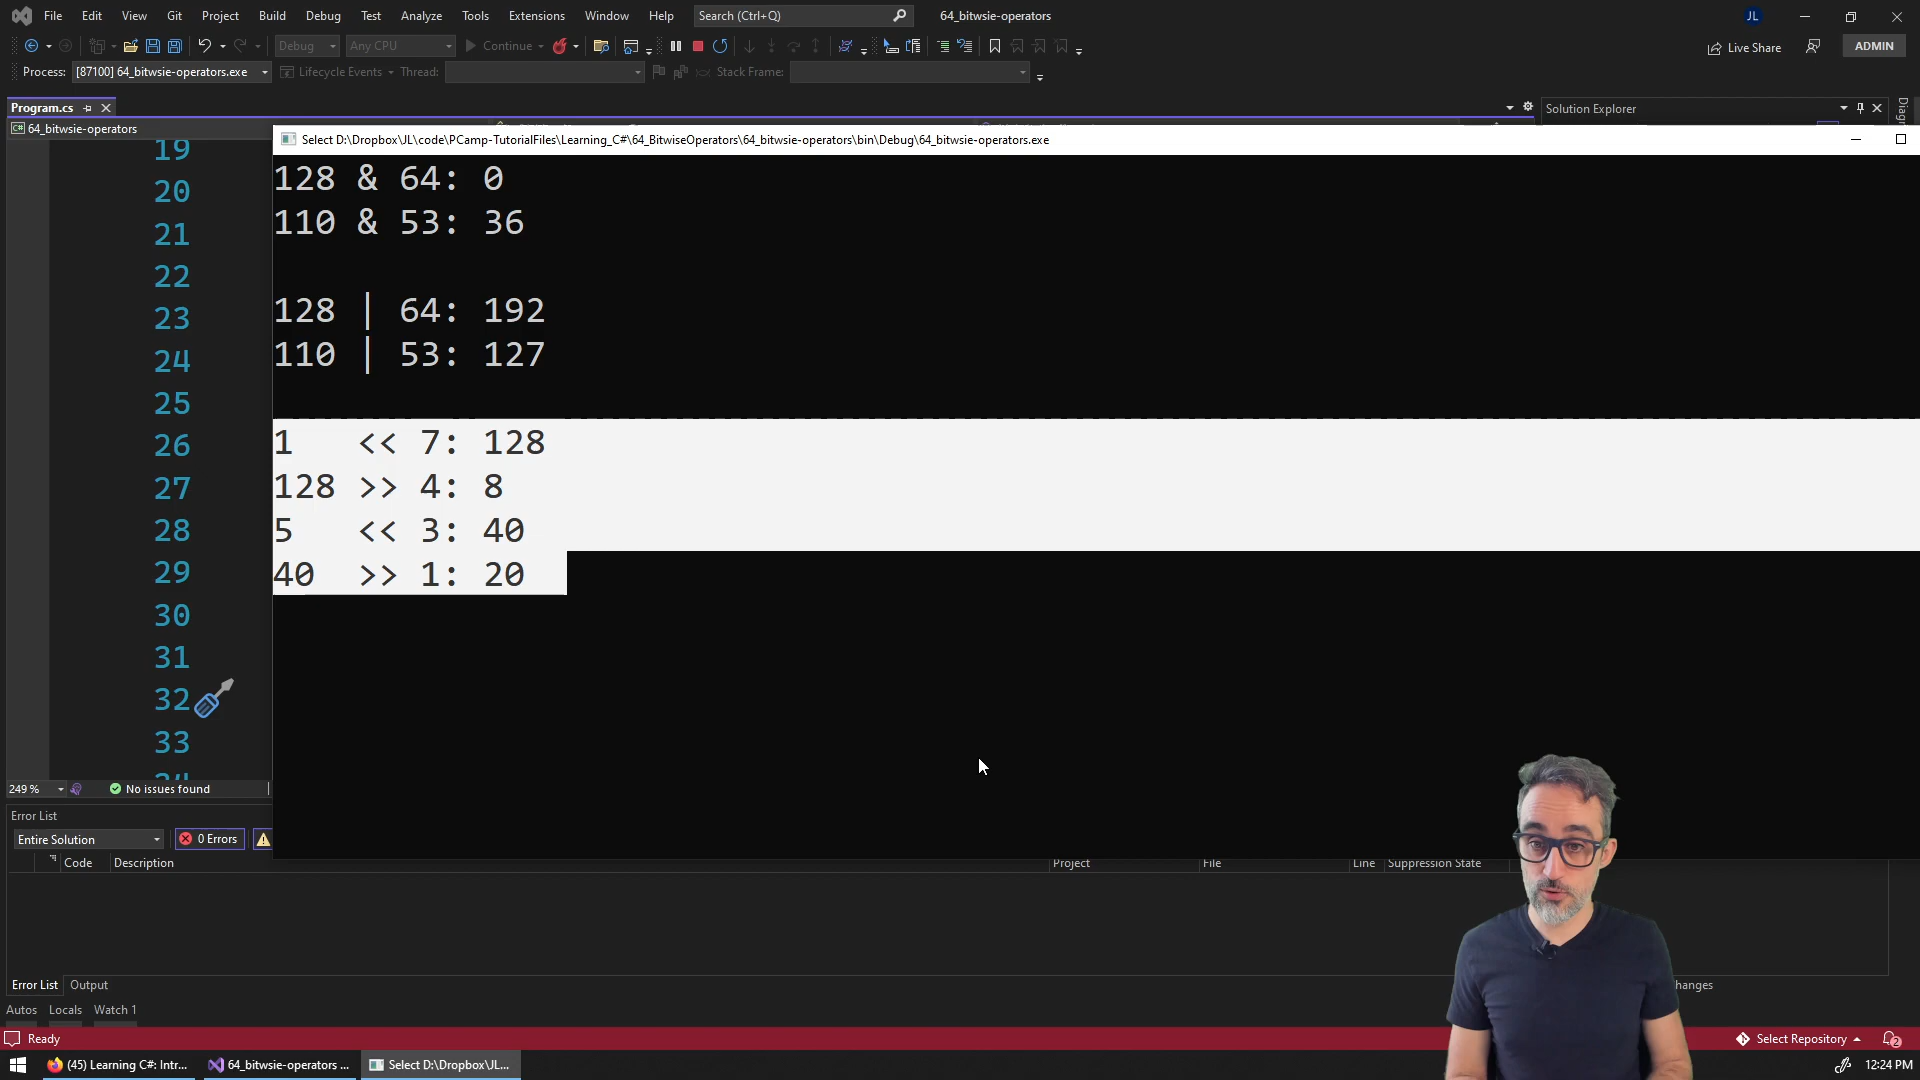 File Edit View Git Project Build Debug Test Analyze Tools Extensions Window Help Search (Ctrl+Q) 64_bitwsie-operators JL
Debug Any CPU Continue Live Share ADMIN
Process: [87100] 64_bitwsie-operators.exe Lifecycle Events Thread: Stack Frame:
Program.cs Solution Explorer
64_bitwsie-operators
Select D:\Dropbox\JL\code\PCamp-TutorialFiles\Learning_C#\64_BitwiseOperators\64_bitwsie-operators\bin\Debug\64_bitwsie-operators.exe
19
20
21
22
23
24
25
26
27
28
29
30
31
32
33
128 & 64: 0
110 & 53: 36
128 | 64: 192
110 | 53: 127
1 << 7: 128
128 >> 4: 8
5 << 3: 40
40 >> 1: 20
249 % No issues found
Error List
Entire Solution 0 Errors
Code Description Project File Line Suppression State
Error List Output hanges
Autos Locals Watch 1
Ready Select Repository 2
(45) Learning C#: Intr... 64_bitwsie-operators ... Select D:\Dropbox\JL... 12:24 PM